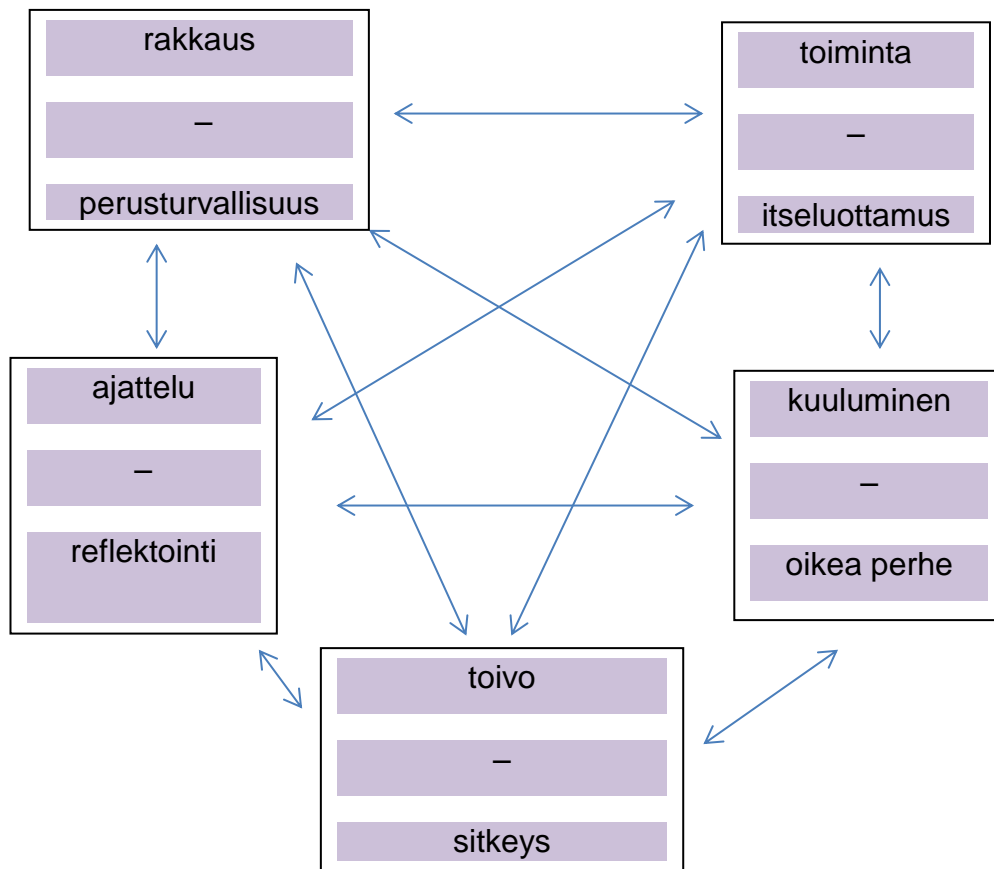 rakkaus
–
perusturvallisuus
toiminta
–
itseluottamus
ajattelu
–
reflektointi
kuuluminen
–
oikea perhe
toivo
–
sitkeys